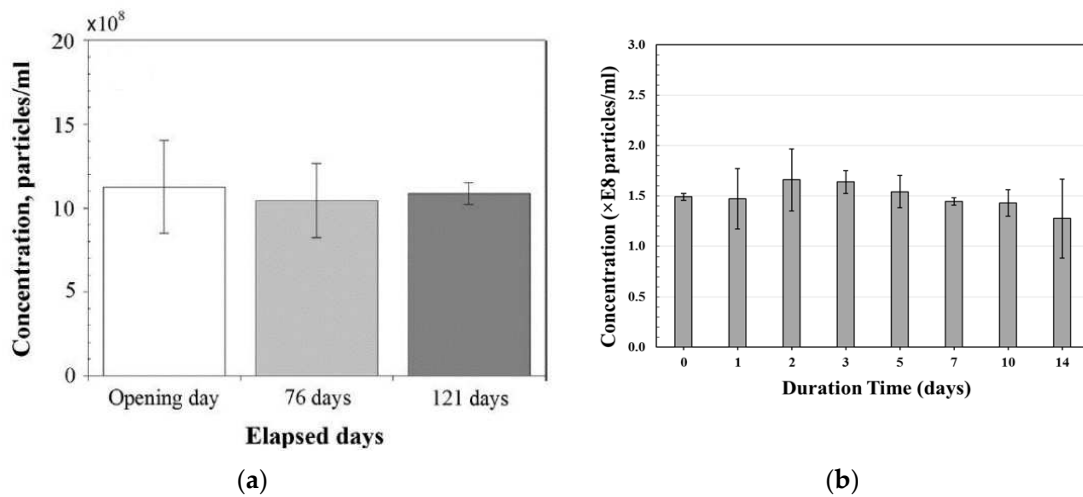 ×10⁸
20
15
10
5
0
Concentration, particles/ml
Opening day 76 days 121 days
Elapsed days
(a)
3.0
2.5
2.0
1.5
1.0
0.5
0.0
Concentration (×E8 particles/ml)
0 1 2 3 5 7 10 14
Duration Time (days)
(b)